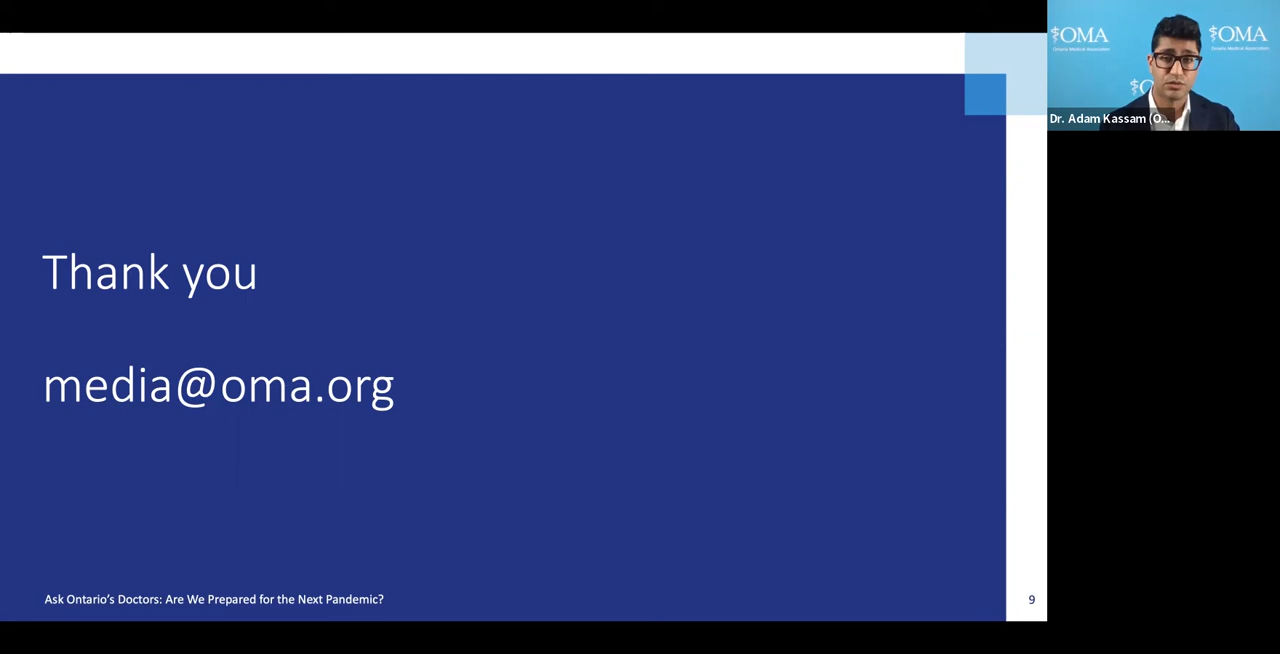 Thank you
media@oma.org
Ask Ontario's Doctors: Are We Prepared for the Next Pandemic?
9
OMA
Ontario Medical Association
OMA
Ontario Medical Association
Dr. Adam Kassam (O...